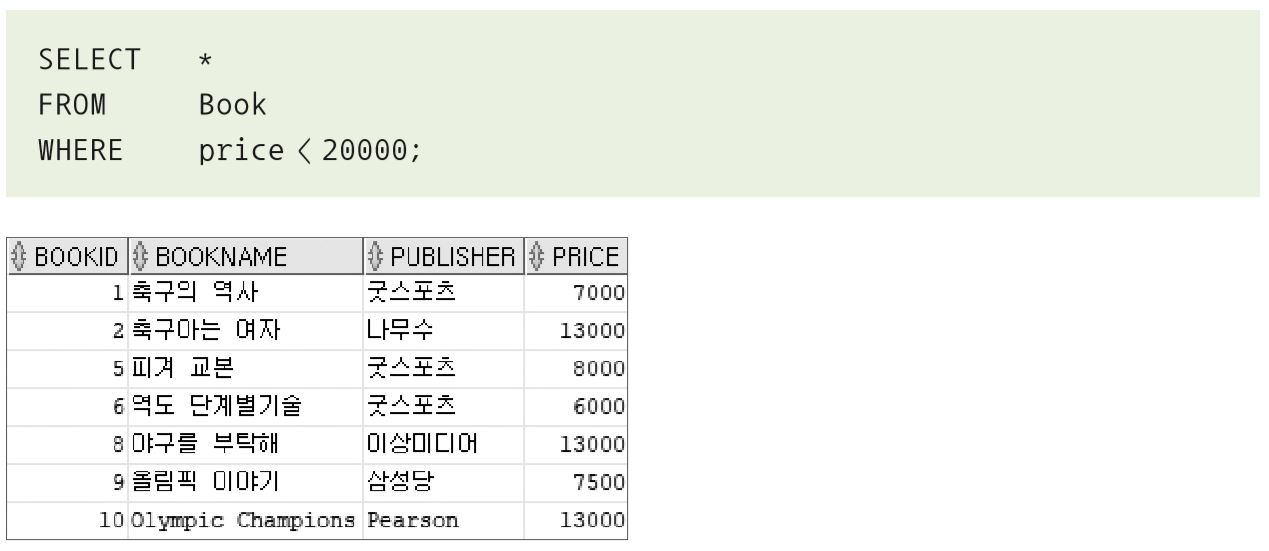 SELECT *
FROM Book
WHERE price < 20000;
BOOKID BOOKNAME PUBLISHER PRICE
1 축구의 역사 굿스포츠 7000
2 축구아는 여자 나무수 13000
5 피겨 교본 굿스포츠 8000
6 역도 단계별기술 굿스포츠 6000
8 야구를 부탁해 이상미디어 13000
9 올림픽 이야기 삼성당 7500
10 Olympic Champions Pearson 13000